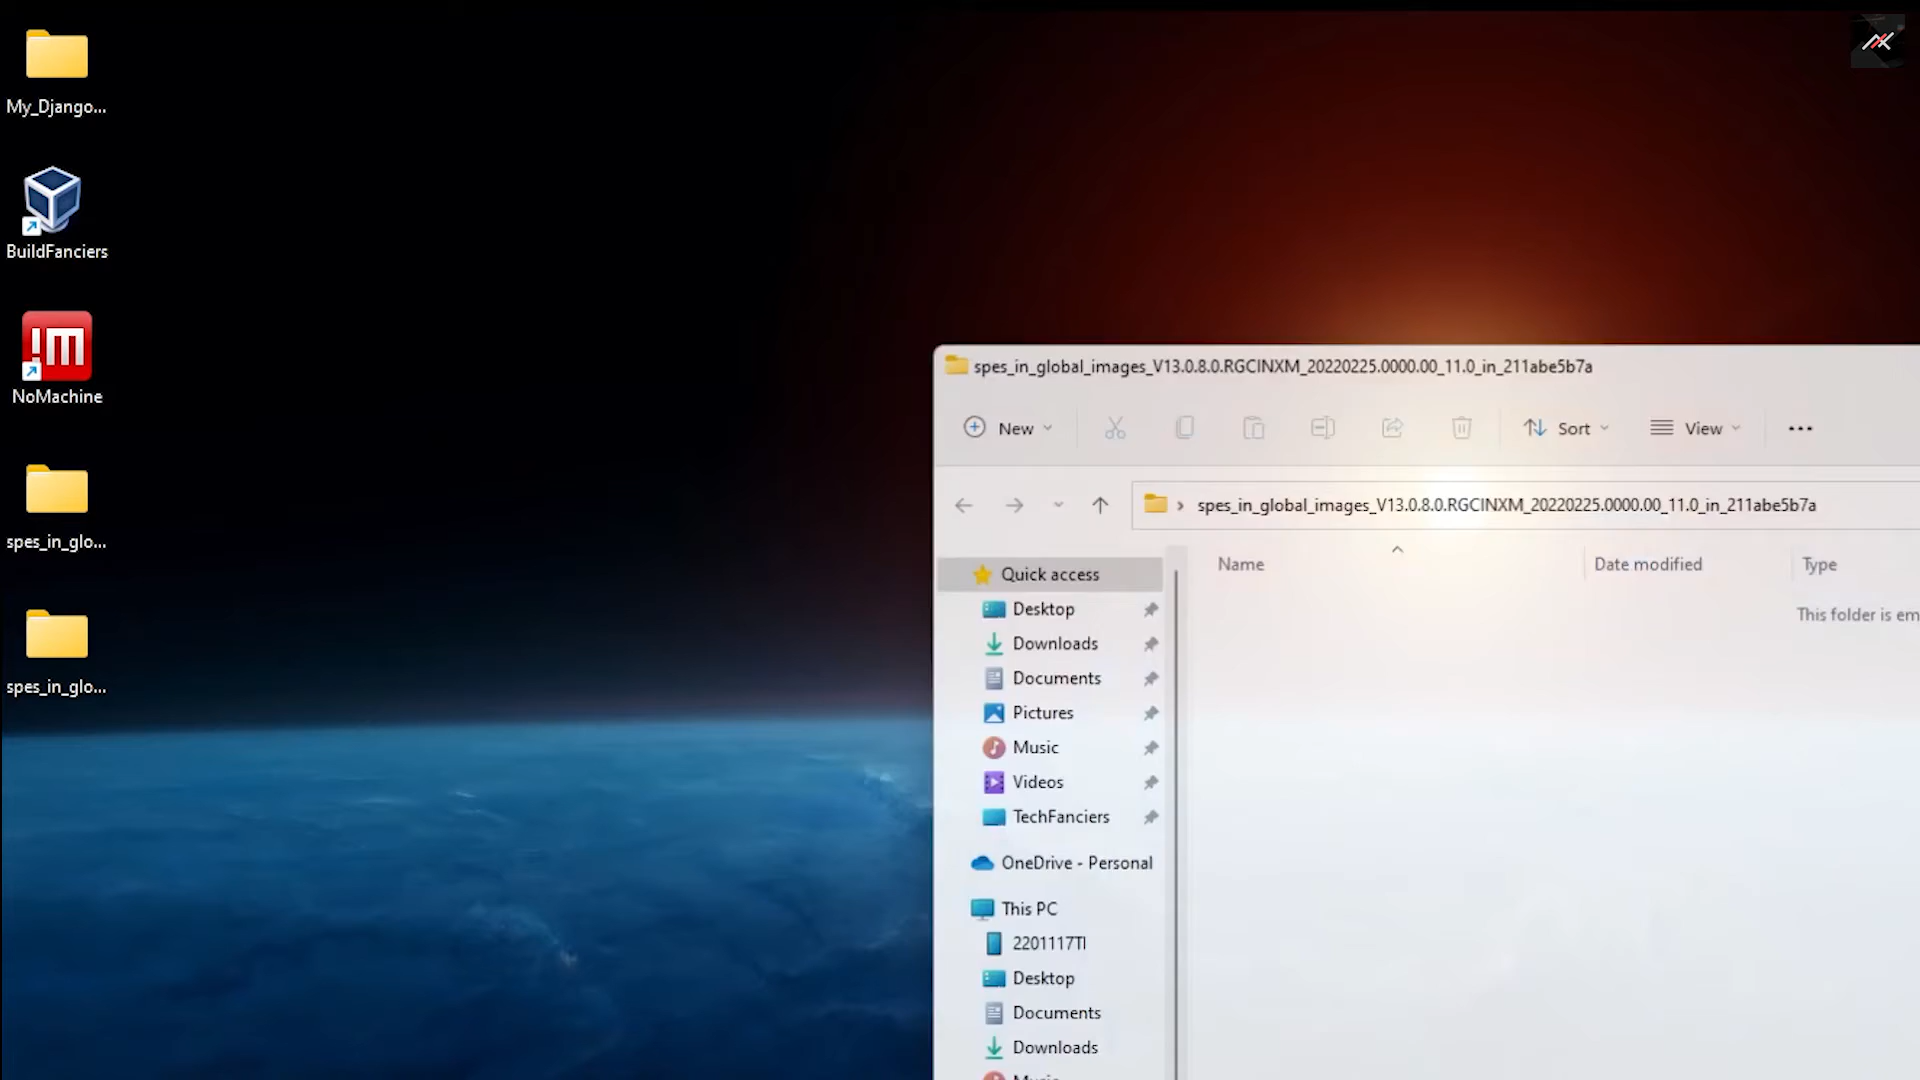 My_Django...
BuildFanciers
!M
NoMachine
spes_in_glo...
spes_in_glo...
spes_in_global_images_V13.0.8.0.RGCINXM_20220225.0000.00_11.0_in_211abe5b7a
New
Sort
View
spes_in_global_images_V13.0.8.0.RGCINXM_20220225.0000.00_11.0_in_211abe5b7a
Name
Date modified
Type
This folder is em
Quick access
Desktop
Downloads
Documents
Pictures
Music
Videos
TechFanciers
OneDrive - Personal
This PC
2201117TI
Desktop
Documents
Downloads